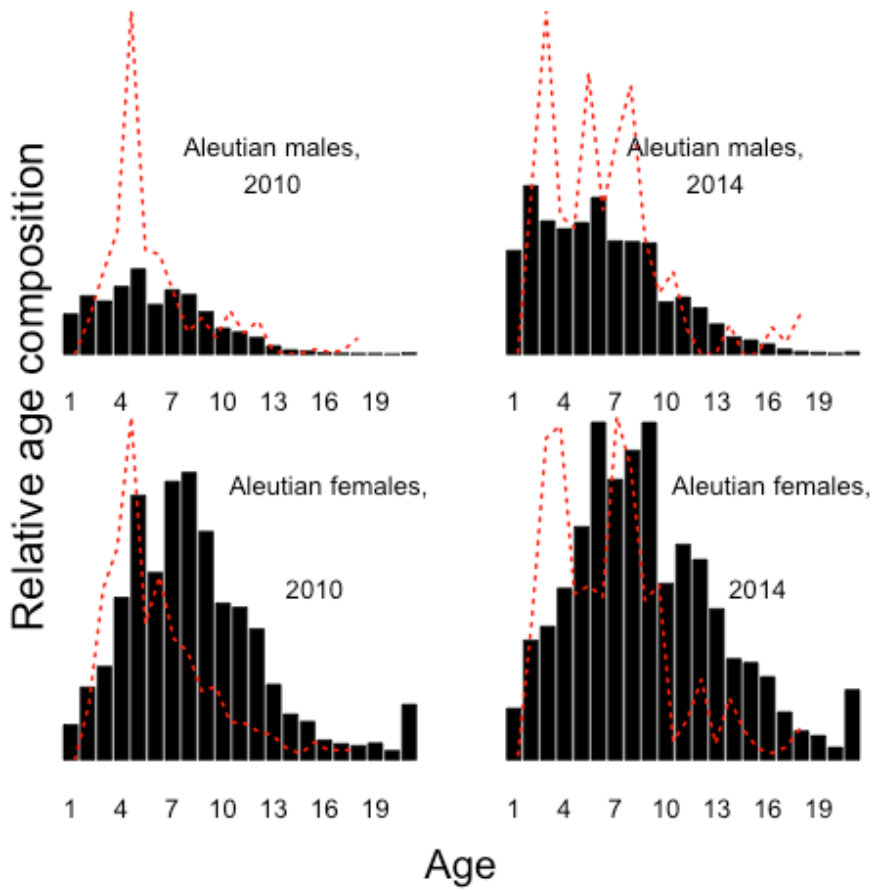 Relative age composition
Aleutian males,
2010
1 4 7 10 13 16 19
Aleutian males,
2014
1 4 7 10 13 16 19
Aleutian females,
2010
1 4 7 10 13 16 19
Aleutian females,
2014
1 4 7 10 13 16 19
Age